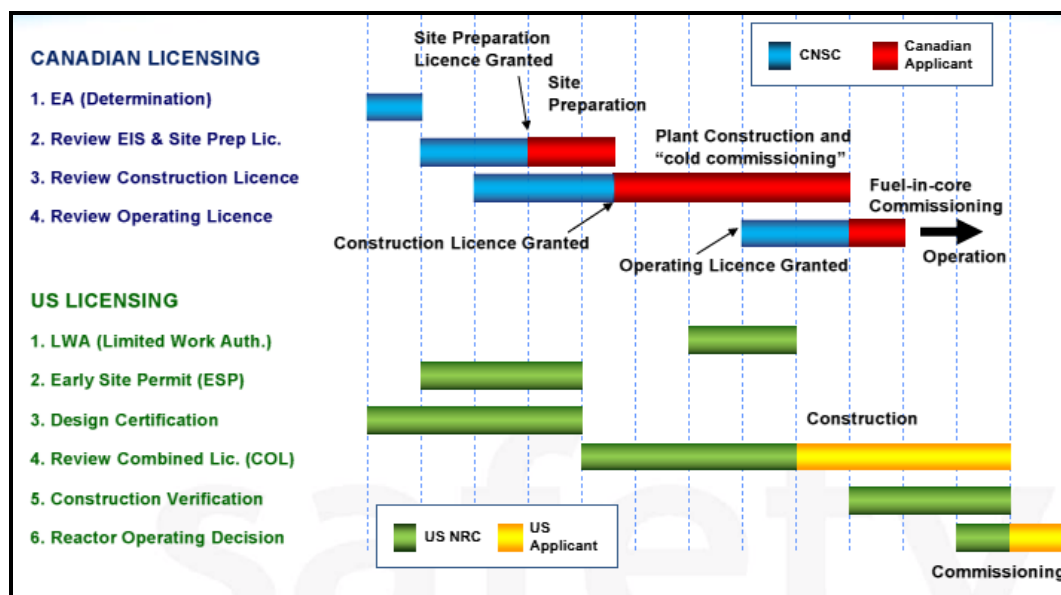 CANADIAN LICENSING
1. EA (Determination)
2. Review EIS & Site Prep Lic.
3. Review Construction Licence
4. Review Operating Licence
Site Preparation
Licence Granted
Site
Preparation
CNSC
Canadian
Applicant
Plant Construction and
“cold commissioning”
Fuel-in-core
Commissioning
Construction Licence Granted
Operating Licence Granted
Operation
US LICENSING
1. LWA (Limited Work Auth.)
2. Early Site Permit (ESP)
3. Design Certification
4. Review Combined Lic. (COL)
5. Construction Verification
6. Reactor Operating Decision
Construction
US NRC
US
Applicant
Commissioning
safety